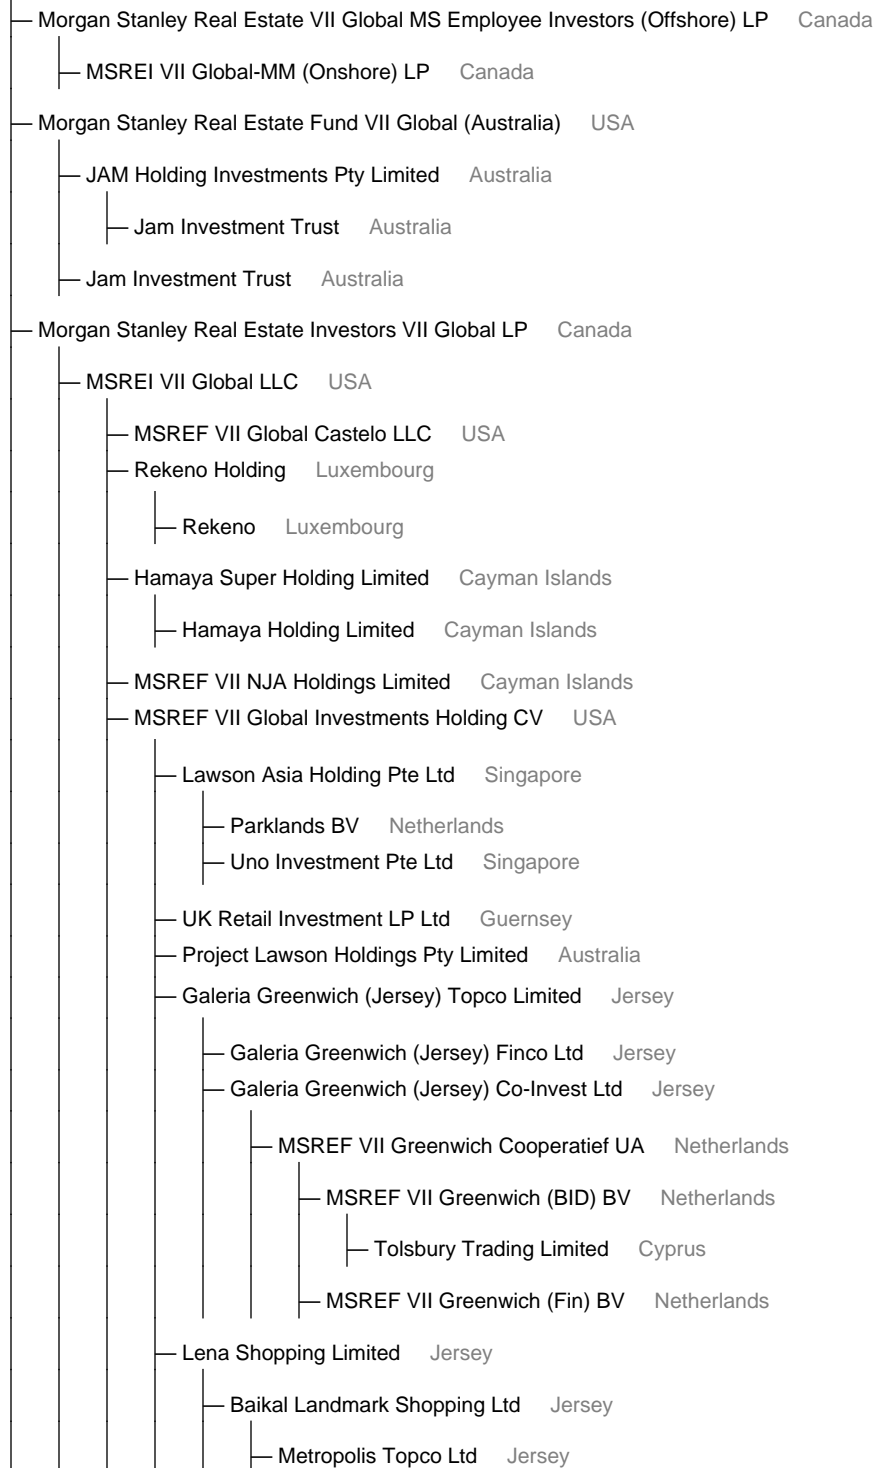 Morgan Stanley Real Estate VII Global MS Employee Investors (Offshore) LP Canada
MSREI VII Global-MM (Onshore) LP Canada
Morgan Stanley Real Estate Fund VII Global (Australia) USA
JAM Holding Investments Pty Limited Australia
Jam Investment Trust Australia
Jam Investment Trust Australia
Morgan Stanley Real Estate Investors VII Global LP Canada
MSREI VII Global LLC USA
MSREF VII Global Castelo LLC USA
Rekeno Holding Luxembourg
Rekeno Luxembourg
Hamaya Super Holding Limited Cayman Islands
Hamaya Holding Limited Cayman Islands
MSREF VII NJA Holdings Limited Cayman Islands
MSREF VII Global Investments Holding CV USA
Lawson Asia Holding Pte Ltd Singapore
Parklands BV Netherlands
Uno Investment Pte Ltd Singapore
UK Retail Investment LP Ltd Guernsey
Project Lawson Holdings Pty Limited Australia
Galeria Greenwich (Jersey) Topco Limited Jersey
Galeria Greenwich (Jersey) Finco Ltd Jersey
Galeria Greenwich (Jersey) Co-Invest Ltd Jersey
MSREF VII Greenwich Cooperatief UA Netherlands
MSREF VII Greenwich (BID) BV Netherlands
Tolsbury Trading Limited Cyprus
MSREF VII Greenwich (Fin) BV Netherlands
Lena Shopping Limited Jersey
Baikal Landmark Shopping Ltd Jersey
Metropolis Topco Ltd Jersey